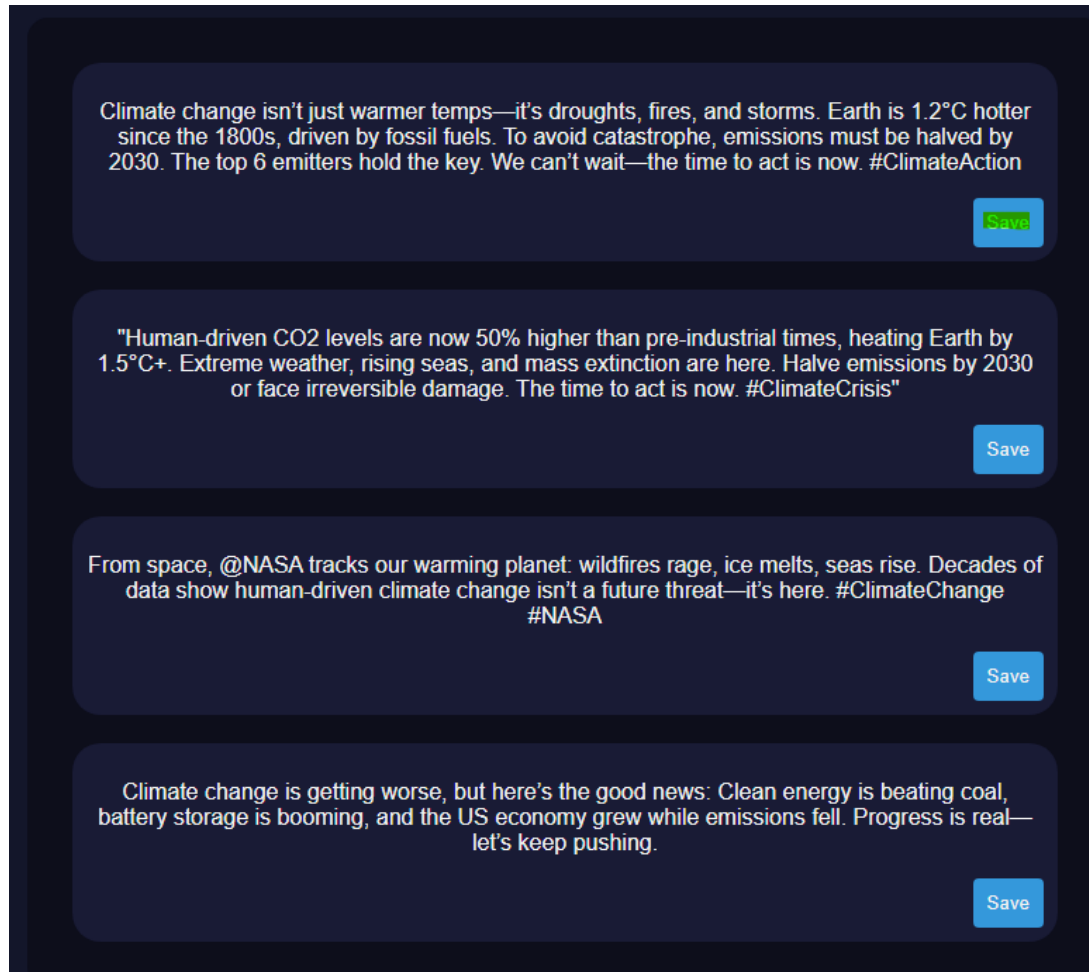 Climate change isn’t just warmer temps—it’s droughts, fires, and storms. Earth is 1.2°C hotter
since the 1800s, driven by fossil fuels. To avoid catastrophe, emissions must be halved by
2030. The top 6 emitters hold the key. We can’t wait—the time to act is now. #ClimateAction
Save
"Human-driven CO2 levels are now 50% higher than pre-industrial times, heating Earth by
1.5°C+. Extreme weather, rising seas, and mass extinction are here. Halve emissions by 2030
or face irreversible damage. The time to act is now. #ClimateCrisis"
Save
From space, @NASA tracks our warming planet: wildfires rage, ice melts, seas rise. Decades of
data show human-driven climate change isn’t a future threat—it’s here. #ClimateChange
#NASA
Save
Climate change is getting worse, but here’s the good news: Clean energy is beating coal,
battery storage is booming, and the US economy grew while emissions fell. Progress is real—
let’s keep pushing.
Save